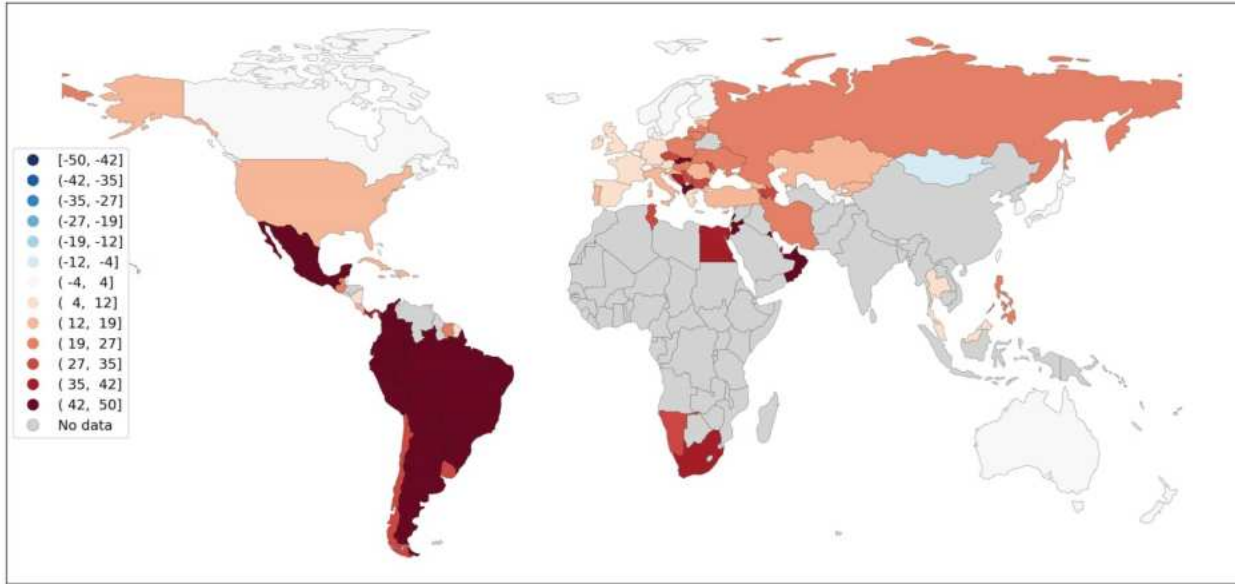 [-50, -42]
(-42, -35]
(-35, -27]
(-27, -19]
(-19, -12]
(-12, -4]
( -4, 4]
( 4, 12]
( 12, 19]
( 19, 27]
( 27, 35]
( 35, 42]
( 42, 50]
No data